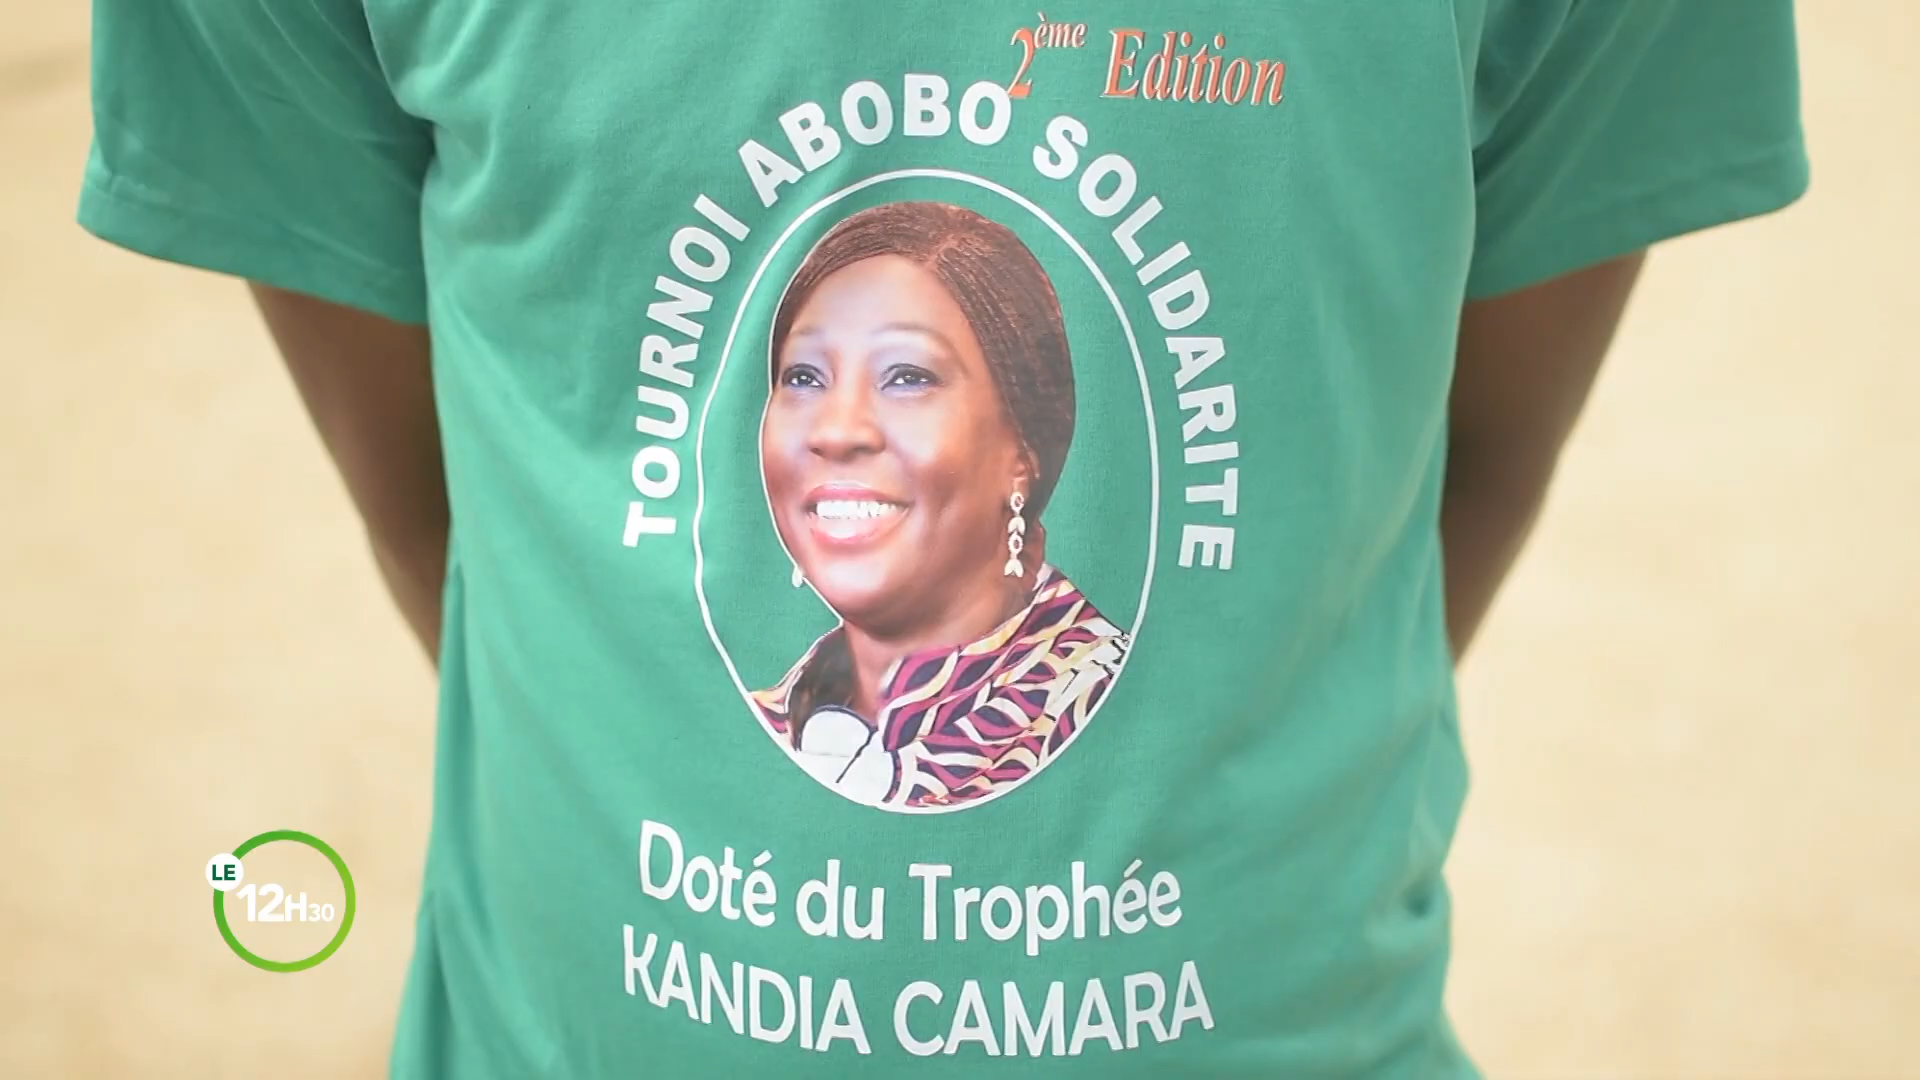 2ème Edition
TOURNOI ABOBO SOLIDARITE
Doté du Trophée
KANDIA CAMARA
LE
12H30